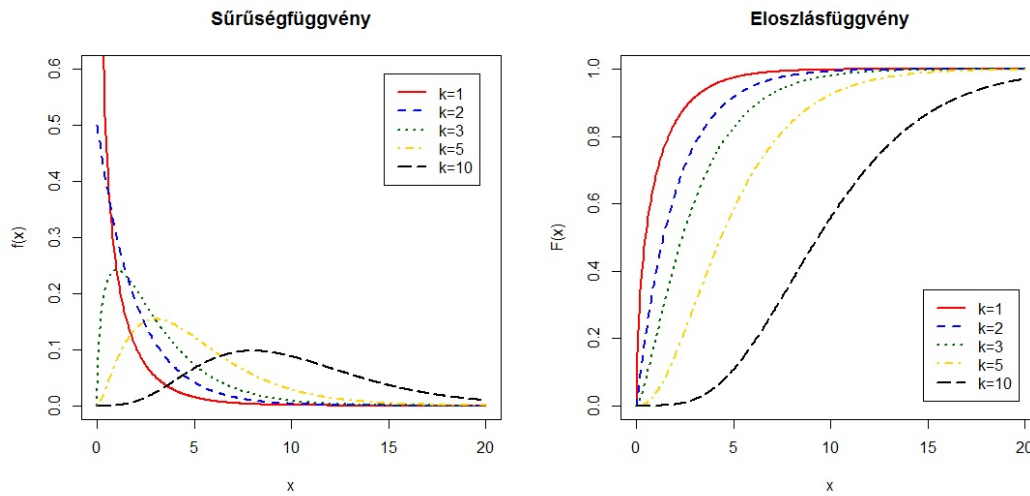 Sűrűségfüggvény
f(x)
0.6
0.5
0.4
0.3
0.2
0.1
0.0
k=1
k=2
k=3
k=5
k=10
0 5 10 15 20
x
Eloszlásfüggvény
F(x)
1.0
0.8
0.6
0.4
0.2
0.0
k=1
k=2
k=3
k=5
k=10
0 5 10 15 20
x